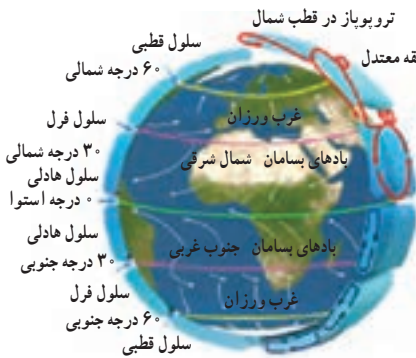 تروپوپاز در قطب شمال
سلول قطبی
قه معتدل
۶۰ درجه شمالی
غرب ورزان
سلول فرل
۳۰ درجه شمالی
بادهای بسامان شمال شرقی
سلول هادلی
۰ درجه استوا
سلول هادلی
بادهای بسامان جنوب غربی
۳۰ درجه جنوبی
سلول فرل
غرب ورزان
۶۰ درجه جنوبی
سلول قطبی